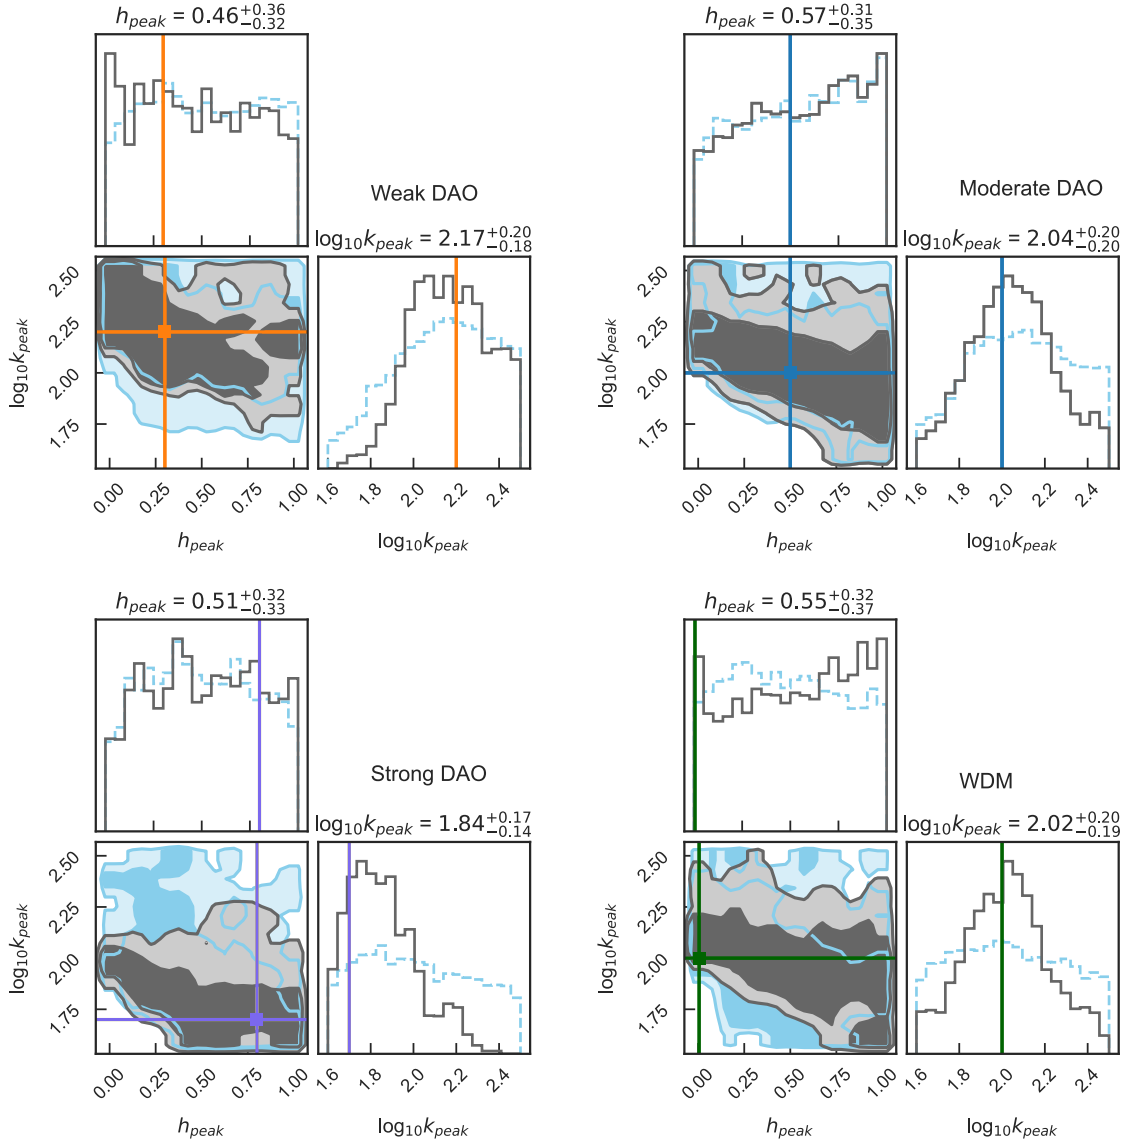 h_peak = 0.46^{+0.36}_{-0.32}
Weak DAO
log₁₀k_peak = 2.17^{+0.20}_{-0.18}
log₁₀k_peak
2.50
2.25
2.00
1.75
0.00 0.25 0.50 0.75 1.00
h_peak
1.6 1.8 2.0 2.2 2.4
log₁₀k_peak
h_peak = 0.57^{+0.31}_{-0.35}
Moderate DAO
log₁₀k_peak = 2.04^{+0.20}_{-0.20}
log₁₀k_peak
2.50
2.25
2.00
1.75
0.00 0.25 0.50 0.75 1.00
h_peak
1.6 1.8 2.0 2.2 2.4
log₁₀k_peak
h_peak = 0.51^{+0.32}_{-0.33}
Strong DAO
log₁₀k_peak = 1.84^{+0.17}_{-0.14}
log₁₀k_peak
2.50
2.25
2.00
1.75
0.00 0.25 0.50 0.75 1.00
h_peak
1.6 1.8 2.0 2.2 2.4
log₁₀k_peak
h_peak = 0.55^{+0.32}_{-0.37}
WDM
log₁₀k_peak = 2.02^{+0.20}_{-0.19}
log₁₀k_peak
2.50
2.25
2.00
1.75
0.00 0.25 0.50 0.75 1.00
h_peak
1.6 1.8 2.0 2.2 2.4
log₁₀k_peak